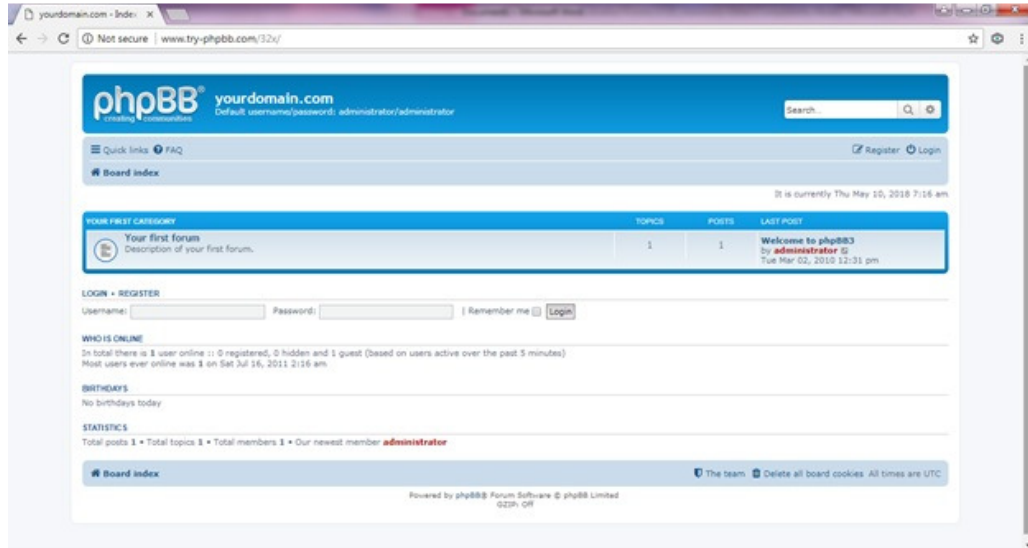 yourdomain.com - Index
Not secure | www.try-phpbb.com/32x/
phpBB®
creating communities
yourdomain.com
Default username/password: administrator/administrator
Search...
Quick links FAQ
Register Login
Board index
It is currently Thu May 10, 2018 7:16 am
YOUR FIRST CATEGORY TOPICS POSTS LAST POST
Your first forum
Description of your first forum.
1 1
Welcome to phpBB3
by administrator
Tue Mar 02, 2010 12:31 pm
LOGIN • REGISTER
Username: Password: | Remember me Login
WHO IS ONLINE
In total there is 1 user online :: 0 registered, 0 hidden and 1 guest (based on users active over the past 5 minutes)
Most users ever online was 1 on Sat Jul 16, 2011 2:16 am
BIRTHDAYS
No birthdays today
STATISTICS
Total posts 1 • Total topics 1 • Total members 1 • Our newest member administrator
Board index
The team Delete all board cookies All times are UTC
Powered by phpBB® Forum Software © phpBB Limited
GZIP: Off